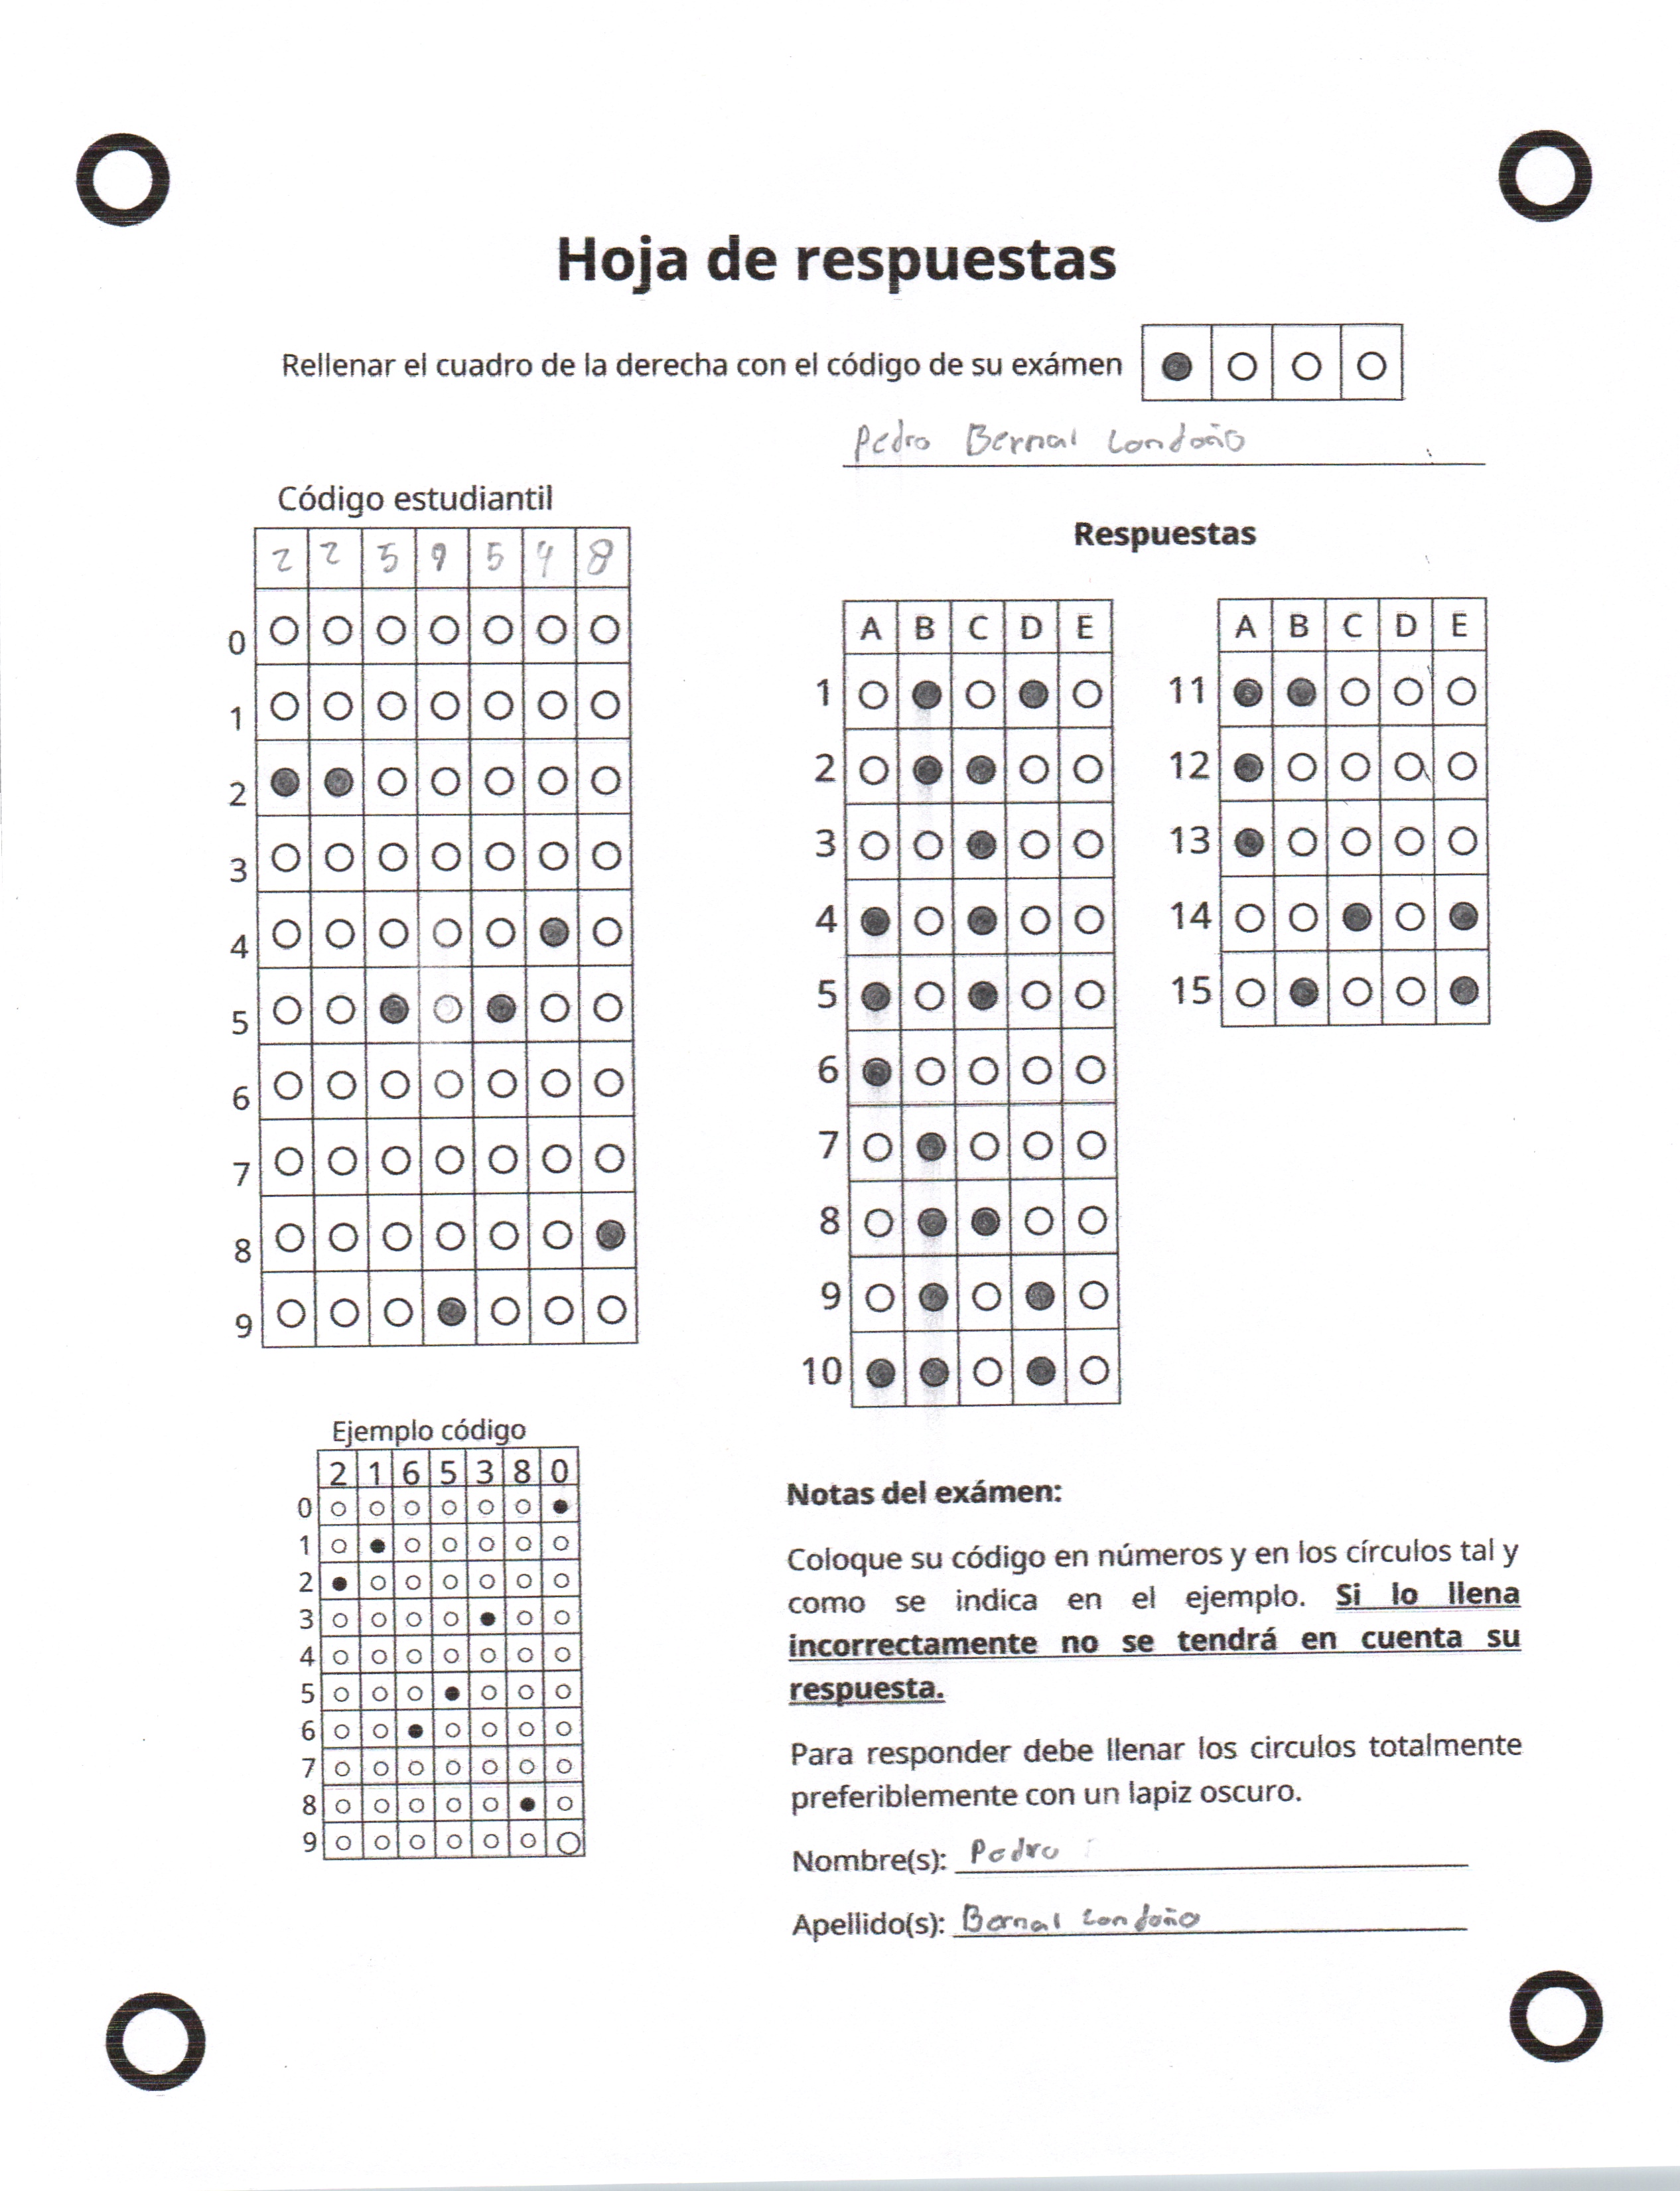 Hoja de respuestas
Rellenar el cuadro de la derecha con el código de su exámen
Pedro Bernal Londoño
Código estudiantil
2 2 5 9 5 4 8
0
1
2
3
4
5
6
7
8
9
Respuestas
A B C D E
1
2
3
4
5
6
7
8
9
10
A B C D E
11
12
13
14
15
Ejemplo código
2 1 6 5 3 8 0
0
1
2
3
4
5
6
7
8
9
Notas del exámen:
Coloque su código en números y en los círculos tal y
como se indica en el ejemplo. Si lo llena
incorrectamente no se tendrá en cuenta su
respuesta.
Para responder debe llenar los circulos totalmente
preferiblemente con un lapiz oscuro.
Nombre(s): Pedro
Apellido(s): Bernal Londoño